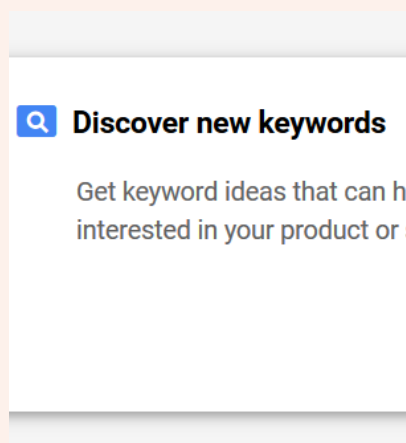 Discover new keywords
Get keyword ideas that can h
interested in your product or